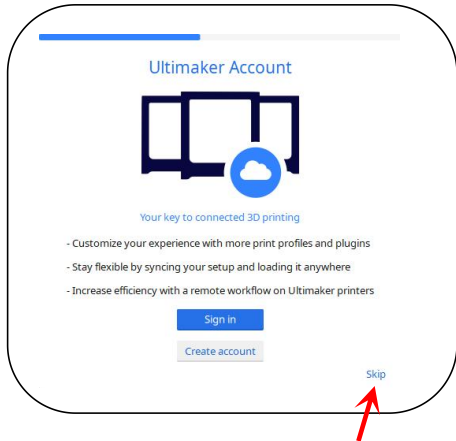 Ultimaker Account
Your key to connected 3D printing
- Customize your experience with more print profiles and plugins
- Stay flexible by syncing your setup and loading it anywhere
- Increase efficiency with a remote workflow on Ultimaker printers
Sign in
Create account
Skip